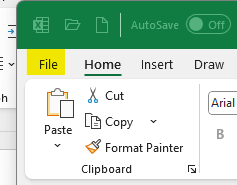 AutoSave Off
File Home Insert Draw
Cut
Arial
Copy
Paste
B
Format Painter
Clipboard